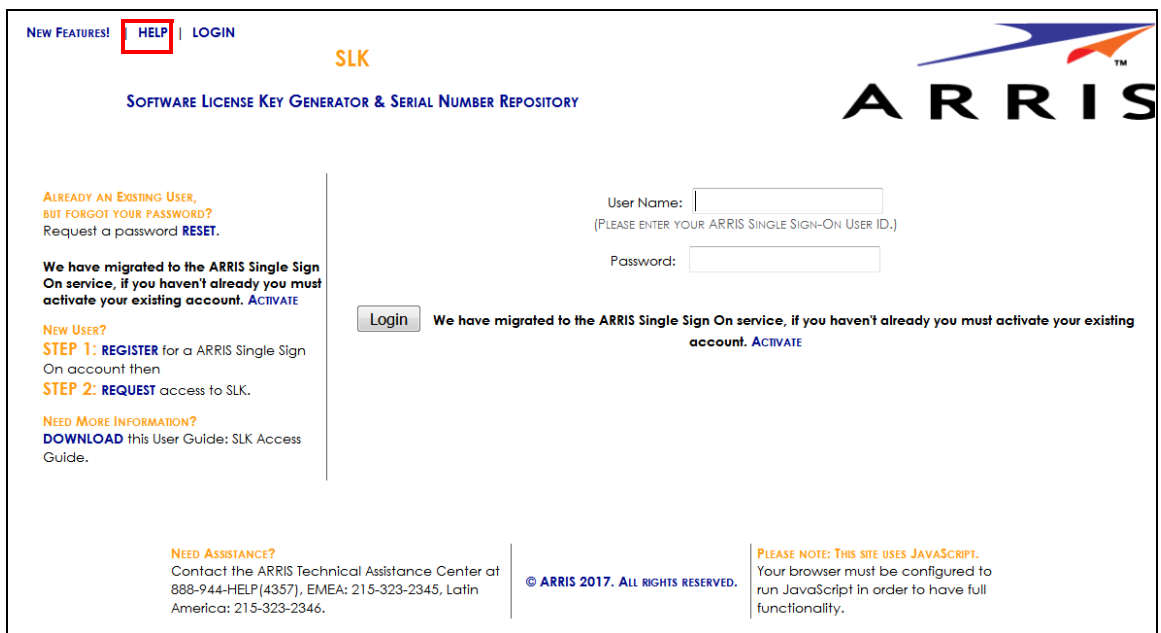 New Features! | HELP | LOGIN
SLK
Software License Key Generator & Serial Number Repository
TM
ARRIS
Already an Existing User,
but forgot your password?
Request a password RESET.
We have migrated to the ARRIS Single Sign
On service, if you haven't already you must
activate your existing account. Activate
New User?
STEP 1: REGISTER for a ARRIS Single Sign
On account then
STEP 2: REQUEST access to SLK.
Need More Information?
DOWNLOAD this User Guide: SLK Access
Guide.
User Name:
(Please enter your ARRIS Single Sign-On User ID.)
Password:
Login
We have migrated to the ARRIS Single Sign On service, if you haven't already you must activate your existing
account. Activate
Need Assistance?
Contact the ARRIS Technical Assistance Center at
888-944-HELP(4357), EMEA: 215-323-2345, Latin
America: 215-323-2346.
© ARRIS 2017. All rights reserved.
Please note: This site uses JavaScript.
Your browser must be configured to
run JavaScript in order to have full
functionality.